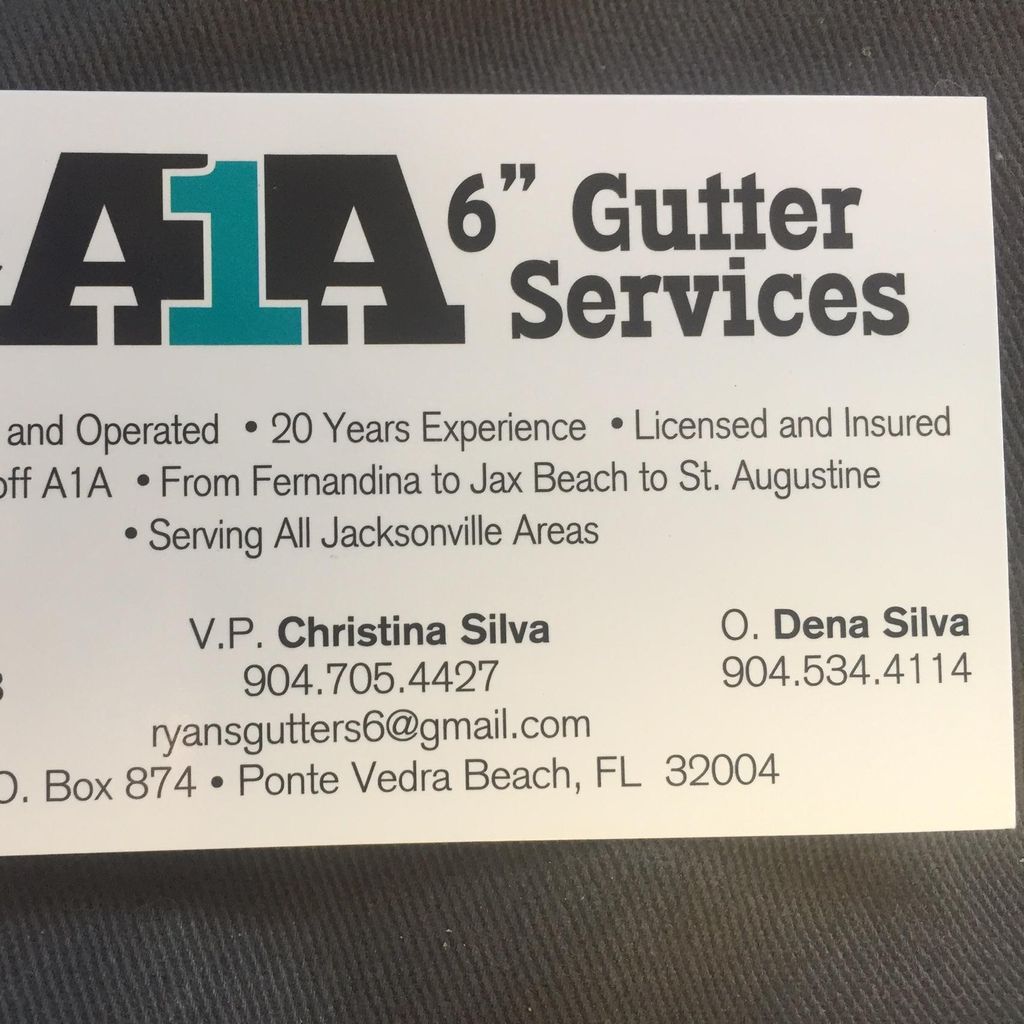 A1A 6” Gutter
Services
and Operated • 20 Years Experience • Licensed and Insured
off A1A • From Fernandina to Jax Beach to St. Augustine
• Serving All Jacksonville Areas
V.P. Christina Silva O. Dena Silva
904.705.4427 904.534.4114
ryansgutters6@gmail.com
O. Box 874 • Ponte Vedra Beach, FL 32004